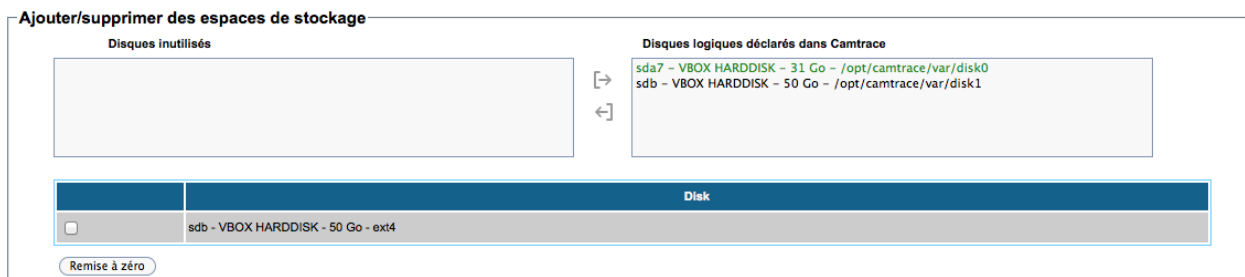 Ajouter/supprimer des espaces de stockage
Disques inutilisés
Disques logiques déclarés dans Camtrace
sda7 – VBOX HARDDISK – 31 Go – /opt/camtrace/var/disk0
sdb – VBOX HARDDISK – 50 Go – /opt/camtrace/var/disk1
Disk
sdb - VBOX HARDDISK - 50 Go - ext4
Remise à zéro